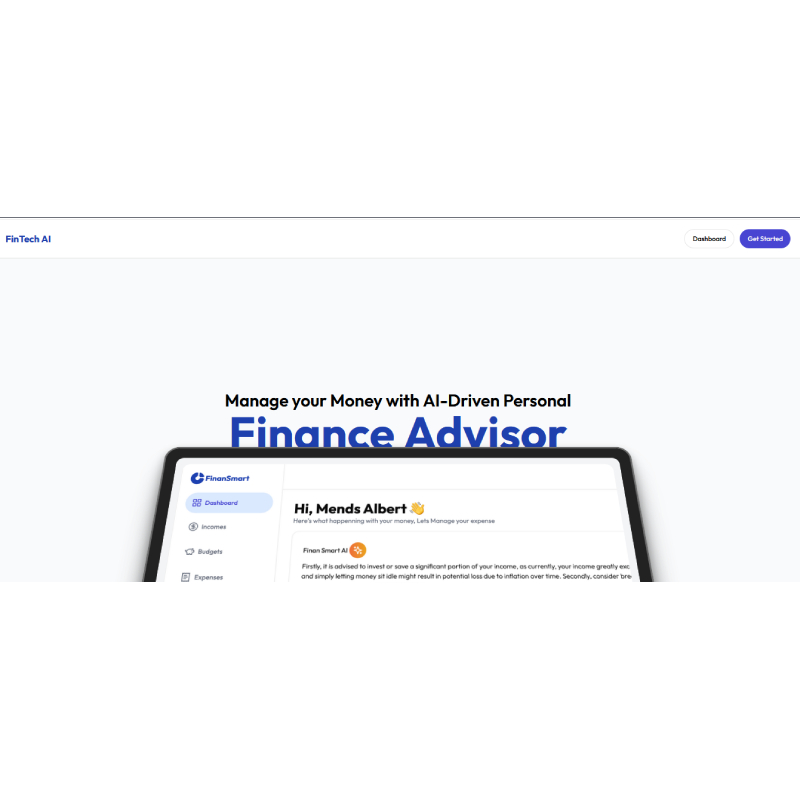 FinTech AI
Dashboard
Get Started
Manage your Money with AI-Driven Personal
Finance Advisor
FinanSmart
Dashboard
Incomes
Budgets
Expenses
Hi, Mends Albert 👋
Here's what happenning with your money, Lets Manage your expense
Finan Smart AI
Firstly, it is advised to invest or save a significant portion of your income, as currently, your income greatly exc
and simply letting money sit idle might result in potential loss due to inflation over time. Secondly, consider 'bre